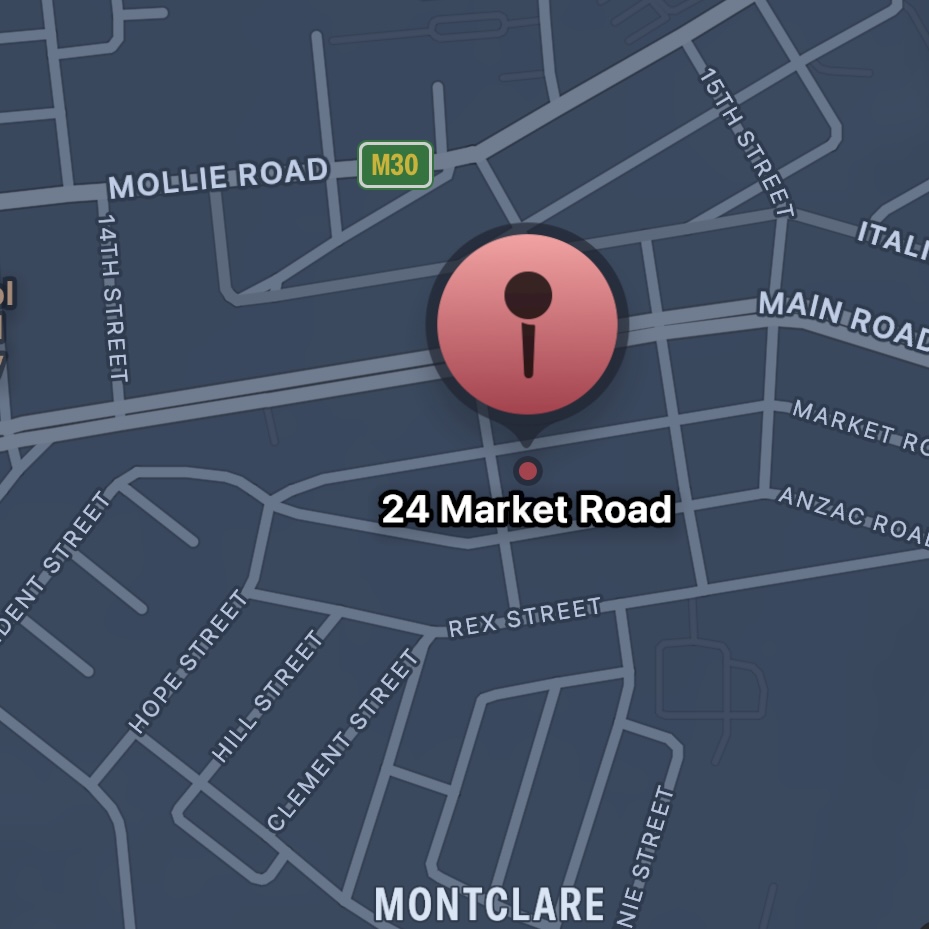 15TH STREET
M30
MOLLIE ROAD
14TH STREET
ITALI
MAIN ROAD
MARKET RO
24 Market Road
ANZAC ROAD
DENT STREET
REX STREET
HOPE STREET
HILL STREET
CLEMENT STREET
NIE STREET
MONTCLARE